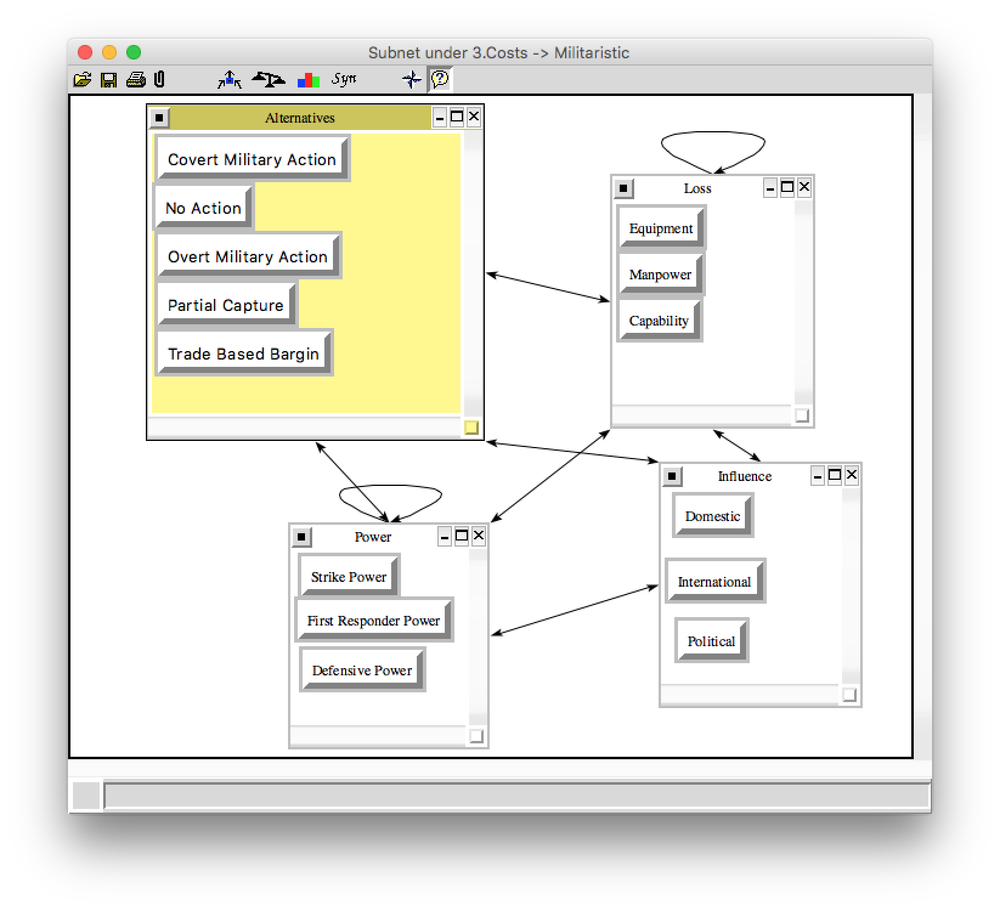 Subnet under 3.Costs -> Militaristic
Syn
Alternatives
Covert Military Action
No Action
Overt Military Action
Partial Capture
Trade Based Bargin
Loss
Equipment
Manpower
Capability
Power
Strike Power
First Responder Power
Defensive Power
Influence
Domestic
International
Political